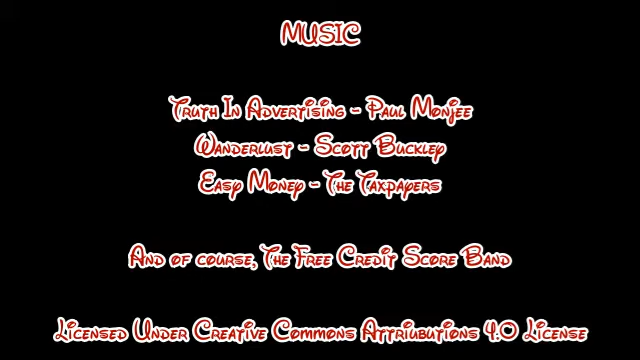 MUSIC
Truth In Advertising - Paul Monjee
Wanderlust - Scott Buckley
Easy Money - The Taxpayers
And of course, The Free Credit Score Band
Licensed Under Creative Commons Attriubutions 4.0 License